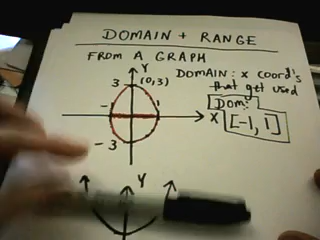 DOMAIN + RANGE
FROM A GRAPH
DOMAIN: x coord's
that get used
Y
3
(0,3)
DOM:
[-1, 1]
-1
1
X
-3
Y